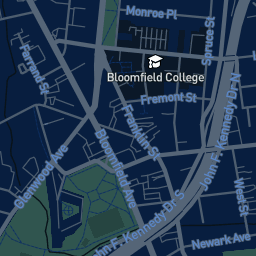 Monroe Pl
Spruce St
Farrand St
Bloomfield College
Fremont St
Franklin St
John F. Kennedy Dr N
Glenwood Ave
Bloomfield Ave
West St
John F. Kennedy Dr S
Newark Ave